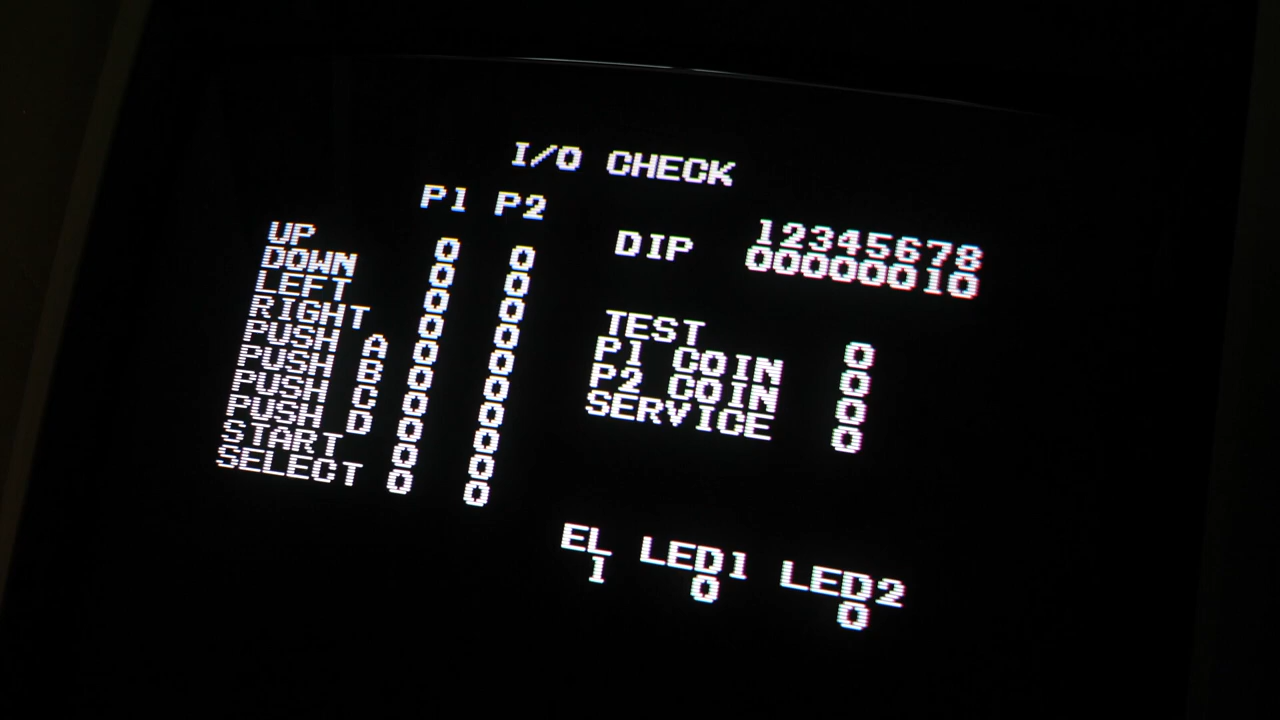 I/O CHECK
P1 P2
UP 0 0
DOWN 0 0
LEFT 0 0
RIGHT 0 0
PUSH A 0 0
PUSH B 0 0
PUSH C 0 0
PUSH D 0 0
START 0 0
SELECT 0 0
DIP 12345678
00000010
TEST 0
P1 COIN 0
P2 COIN 0
SERVICE 0
EL LED1 LED2
1 0 0